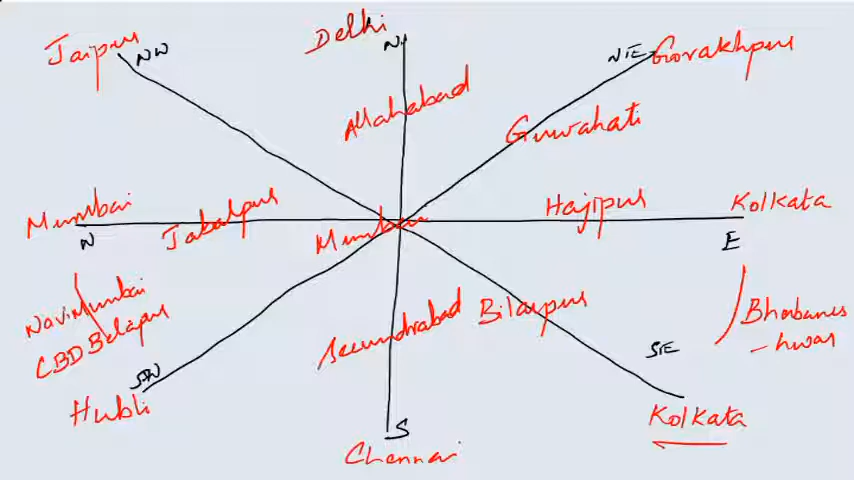 Delhi
Jaipur
NW
N
NE
Gorakhpur
Allahabad
Guwahati
Mumbai
Jabalpur
Mumbai
Hajipur
Kolkata
N
E
Navi Mumbai
CBD Belapur
Secundrabad
Bilaspur
Bhubanes
-hwar
SW
SE
Hubli
Kolkata
S
Chennai